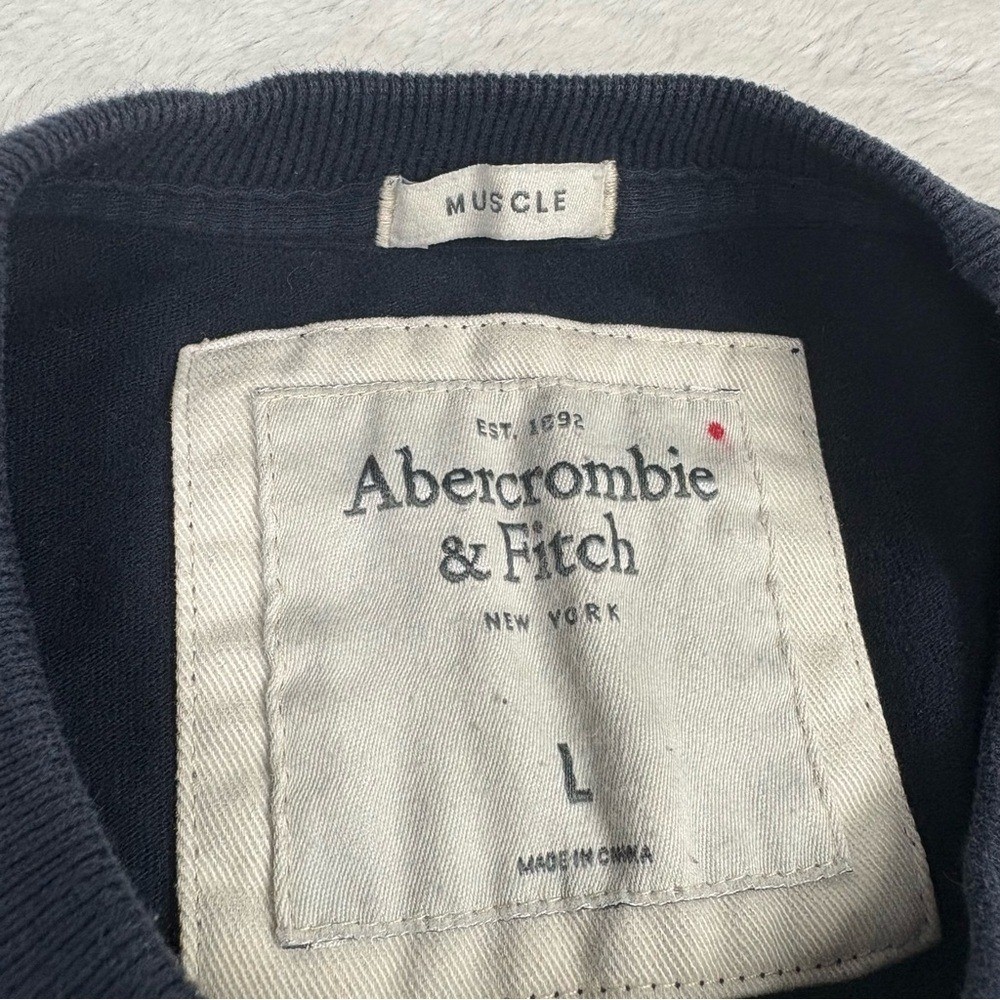 MUSCLE
EST. 1892
Abercrombie
& Fitch
NEW YORK
L
MADE IN CHINA